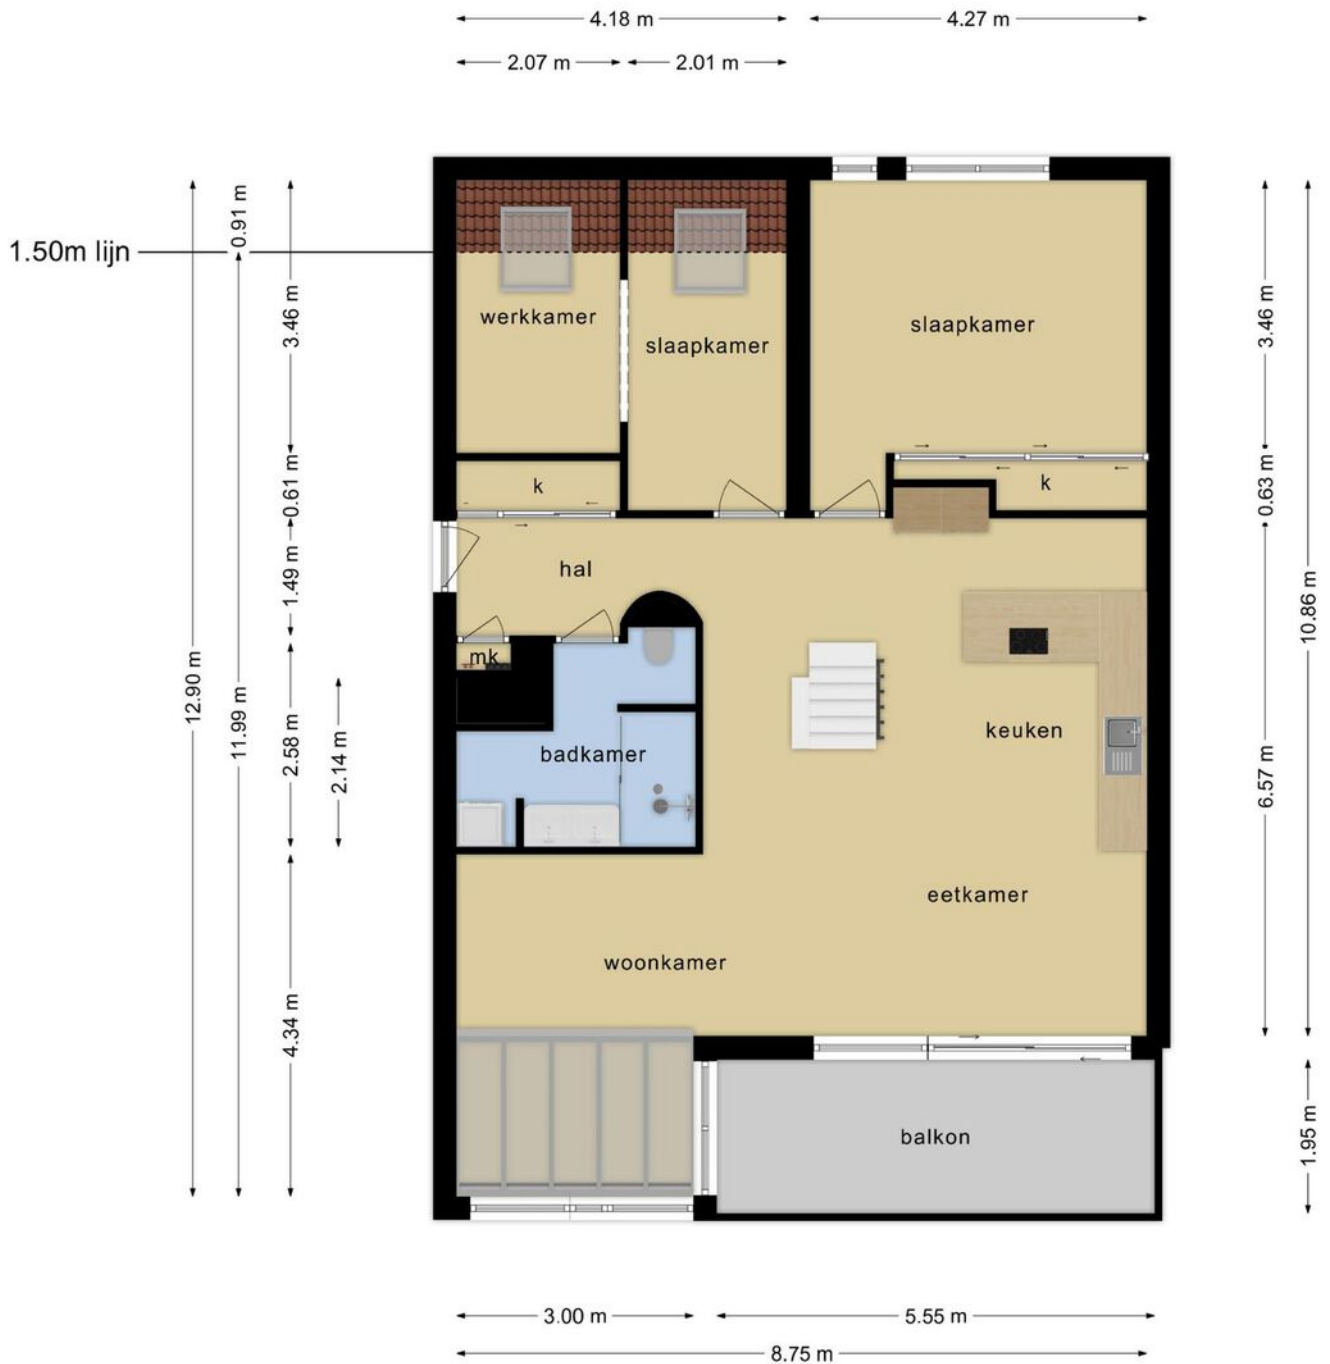 4.18 m
4.27 m
2.07 m
2.01 m
0.91 m
1.50m lijn
3.46 m
werkkamer
slaapkamer
slaapkamer
3.46 m
0.61 m
k
k
0.63 m
1.49 m
hal
10.86 m
12.90 m
11.99 m
2.58 m
2.14 m
mk
badkamer
keuken
6.57 m
eetkamer
woonkamer
4.34 m
balkon
1.95 m
3.00 m
5.55 m
8.75 m